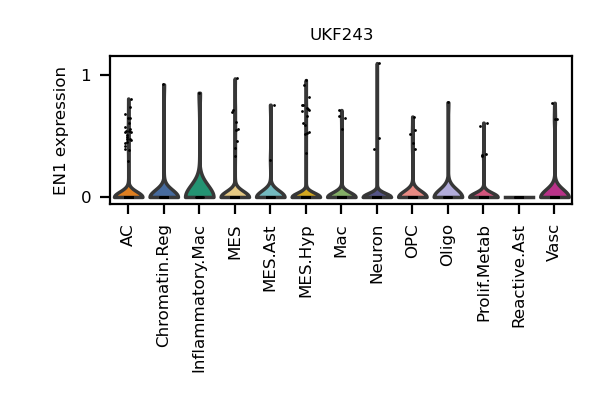 UKF243
EN1 expression
1
0
AC
Chromatin.Reg
Inflammatory.Mac
MES
MES.Ast
MES.Hyp
Mac
Neuron
OPC
Oligo
Prolif.Metab
Reactive.Ast
Vasc